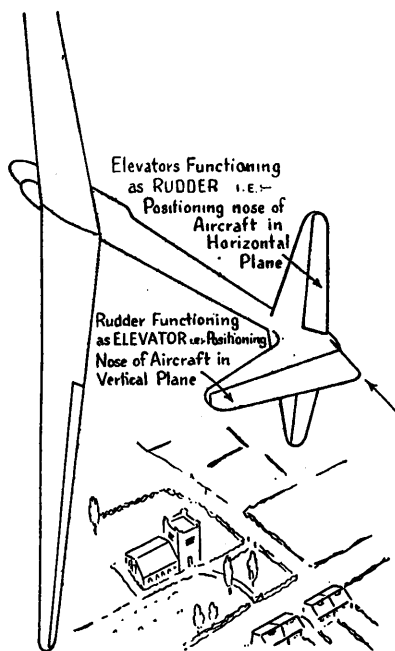 Elevators Functioning
as RUDDER I.E:-
Positioning nose of
Aircraft in
Horizontal
Plane
Rudder Functioning
as ELEVATOR i.e:- Positioning
Nose of Aircraft in
Vertical Plane